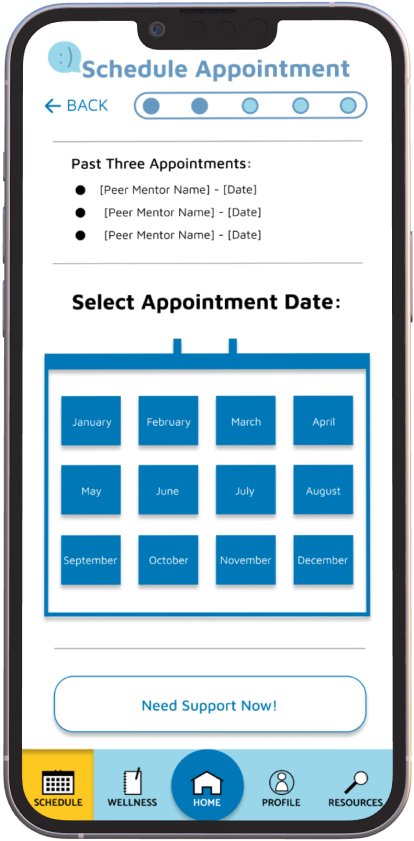 :)
Schedule Appointment
← BACK
Past Three Appointments:
● [Peer Mentor Name] - [Date]
● [Peer Mentor Name] - [Date]
● [Peer Mentor Name] - [Date]
Select Appointment Date:
January February March April
May June July August
September October November December
Need Support Now!
SCHEDULE WELLNESS HOME PROFILE RESOURCES